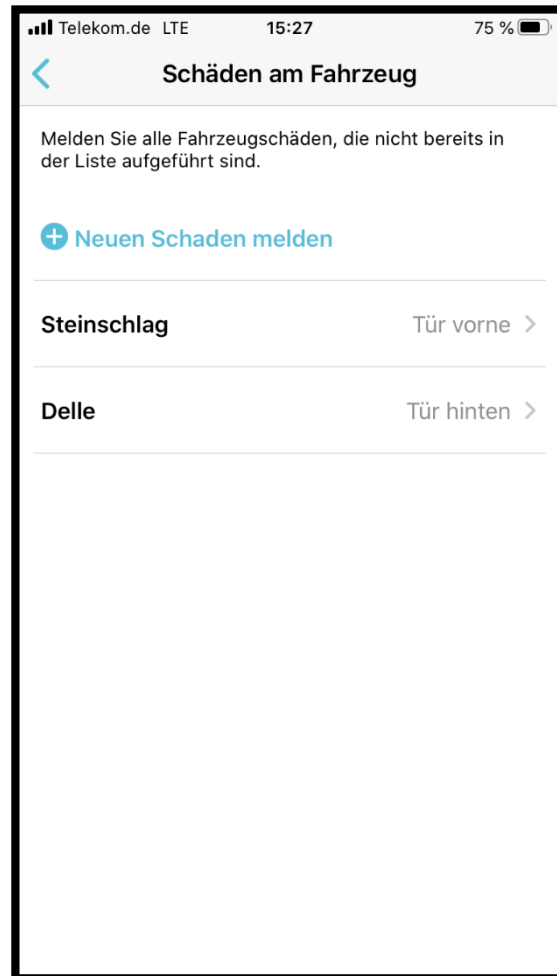 Telekom.de LTE 15:27 75 %
Schäden am Fahrzeug
Melden Sie alle Fahrzeugschäden, die nicht bereits in
der Liste aufgeführt sind.
Neuen Schaden melden
Steinschlag Tür vorne
Delle Tür hinten